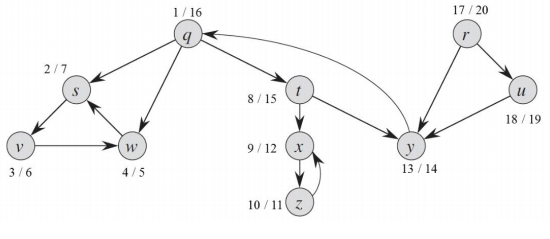 1 / 16
17 / 20
q
r
2 / 7
s
t
u
8 / 15
18 / 19
v
w
x
y
3 / 6
4 / 5
9 / 12
13 / 14
10 / 11
z